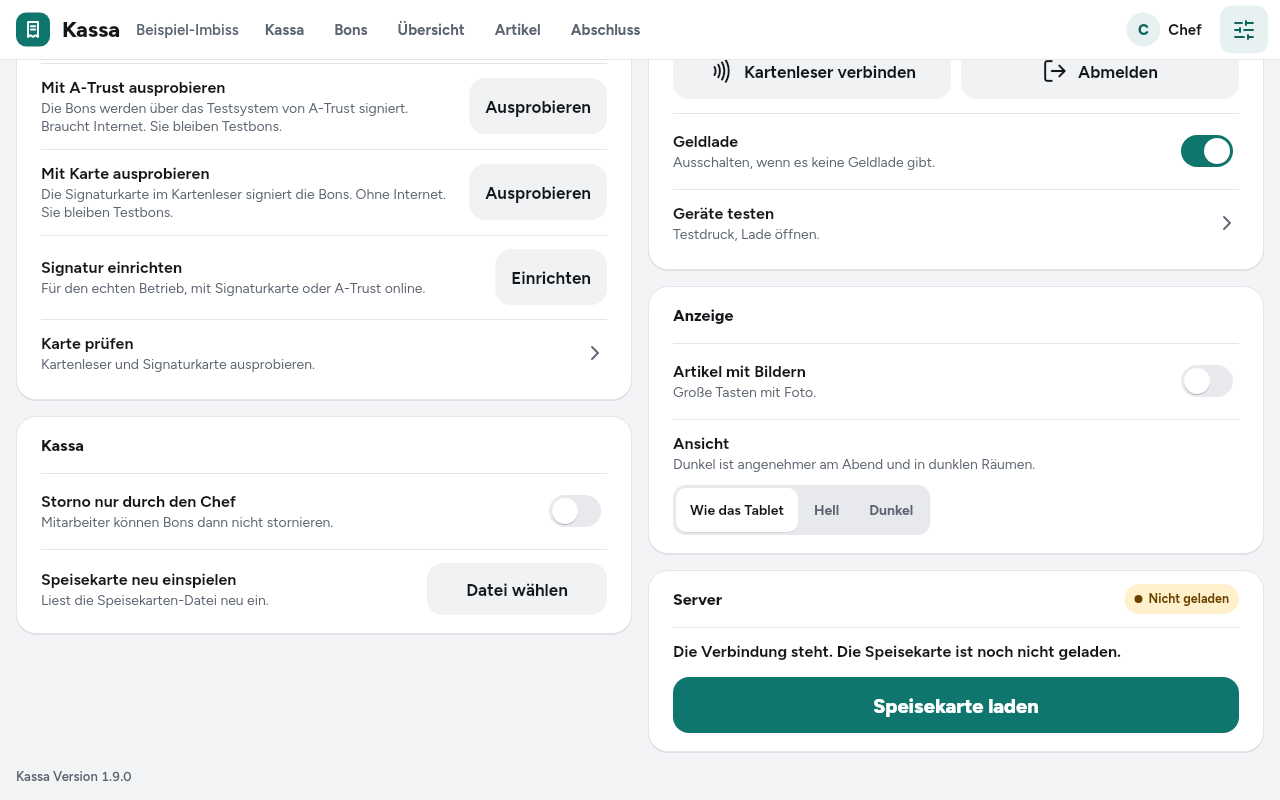 Kassa
Beispiel-Imbiss
Kassa
Bons
Übersicht
Artikel
Abschluss
C
Chef
Mit A-Trust ausprobieren
Die Bons werden über das Testsystem von A-Trust signiert.
Braucht Internet. Sie bleiben Testbons.
Ausprobieren
Mit Karte ausprobieren
Die Signaturkarte im Kartenleser signiert die Bons. Ohne Internet.
Sie bleiben Testbons.
Ausprobieren
Signatur einrichten
Für den echten Betrieb, mit Signaturkarte oder A-Trust online.
Einrichten
Karte prüfen
Kartenleser und Signaturkarte ausprobieren.
Kassa
Storno nur durch den Chef
Mitarbeiter können Bons dann nicht stornieren.
Speisekarte neu einspielen
Liest die Speisekarten-Datei neu ein.
Datei wählen
Kartenleser verbinden
Abmelden
Geldlade
Ausschalten, wenn es keine Geldlade gibt.
Geräte testen
Testdruck, Lade öffnen.
Anzeige
Artikel mit Bildern
Große Tasten mit Foto.
Ansicht
Dunkel ist angenehmer am Abend und in dunklen Räumen.
Wie das Tablet
Hell
Dunkel
Server
Nicht geladen
Die Verbindung steht. Die Speisekarte ist noch nicht geladen.
Speisekarte laden
Kassa Version 1.9.0